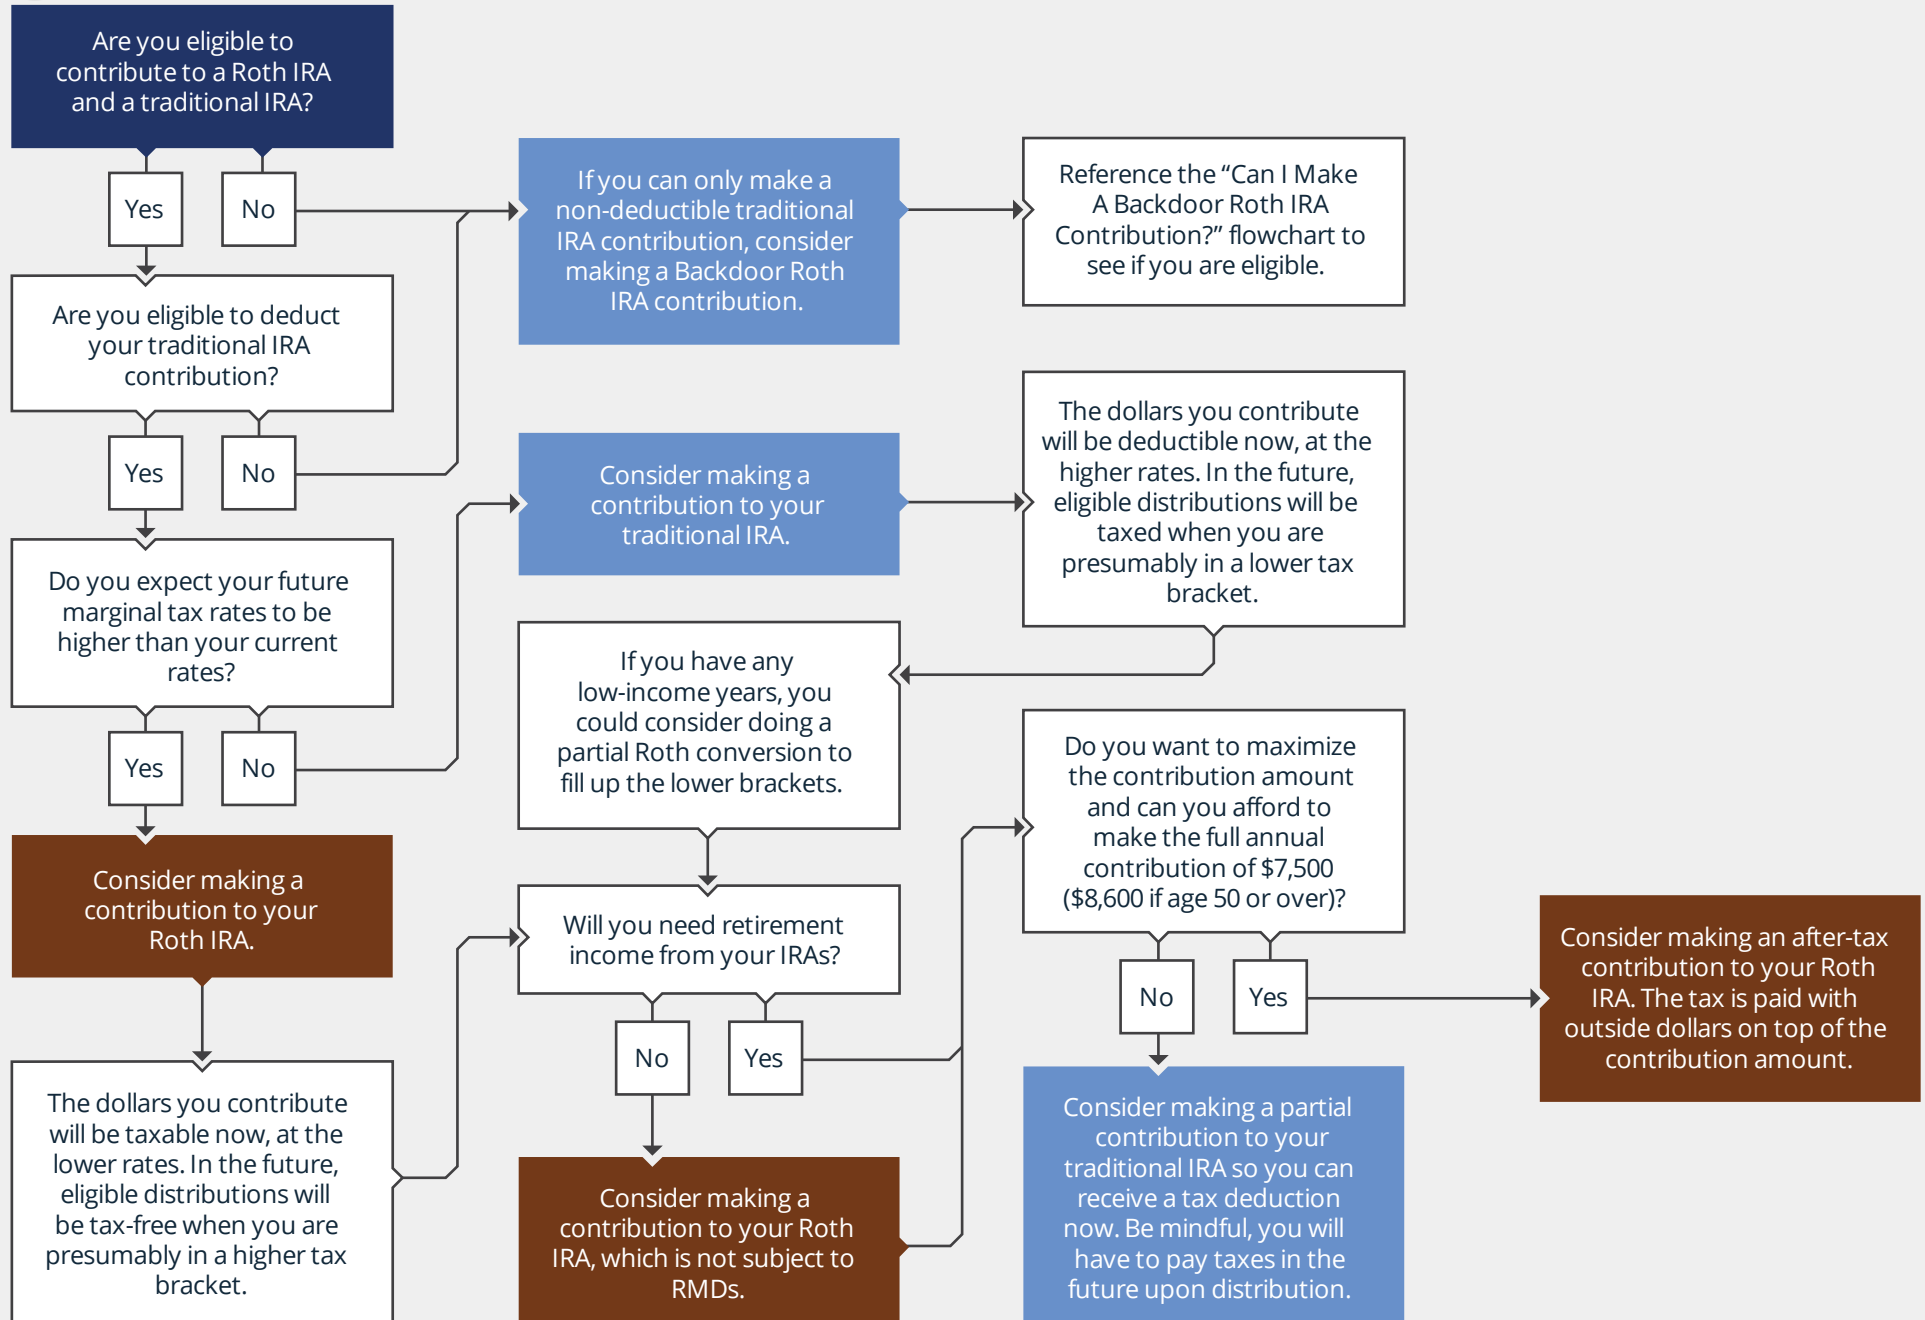 Are you eligible to
contribute to a Roth IRA
and a traditional IRA?
Yes
No
If you can only make a
non-deductible traditional
IRA contribution, consider
making a Backdoor Roth
IRA contribution.
Reference the “Can I Make
A Backdoor Roth IRA
Contribution?” flowchart to
see if you are eligible.
Are you eligible to deduct
your traditional IRA
contribution?
Yes
No
Consider making a
contribution to your
traditional IRA.
The dollars you contribute
will be deductible now, at the
higher rates. In the future,
eligible distributions will be
taxed when you are
presumably in a lower tax
bracket.
Do you expect your future
marginal tax rates to be
higher than your current
rates?
Yes
No
If you have any
low-income years, you
could consider doing a
partial Roth conversion to
fill up the lower brackets.
Consider making a
contribution to your
Roth IRA.
The dollars you contribute
will be taxable now, at the
lower rates. In the future,
eligible distributions will
be tax-free when you are
presumably in a higher tax
bracket.
Will you need retirement
income from your IRAs?
No
Yes
Consider making a
contribution to your Roth
IRA, which is not subject to
RMDs.
Do you want to maximize
the contribution amount
and can you afford to
make the full annual
contribution of $7,500
($8,600 if age 50 or over)?
No
Yes
Consider making a partial
contribution to your
traditional IRA so you can
receive a tax deduction
now. Be mindful, you will
have to pay taxes in the
future upon distribution.
Consider making an after-tax
contribution to your Roth
IRA. The tax is paid with
outside dollars on top of the
contribution amount.